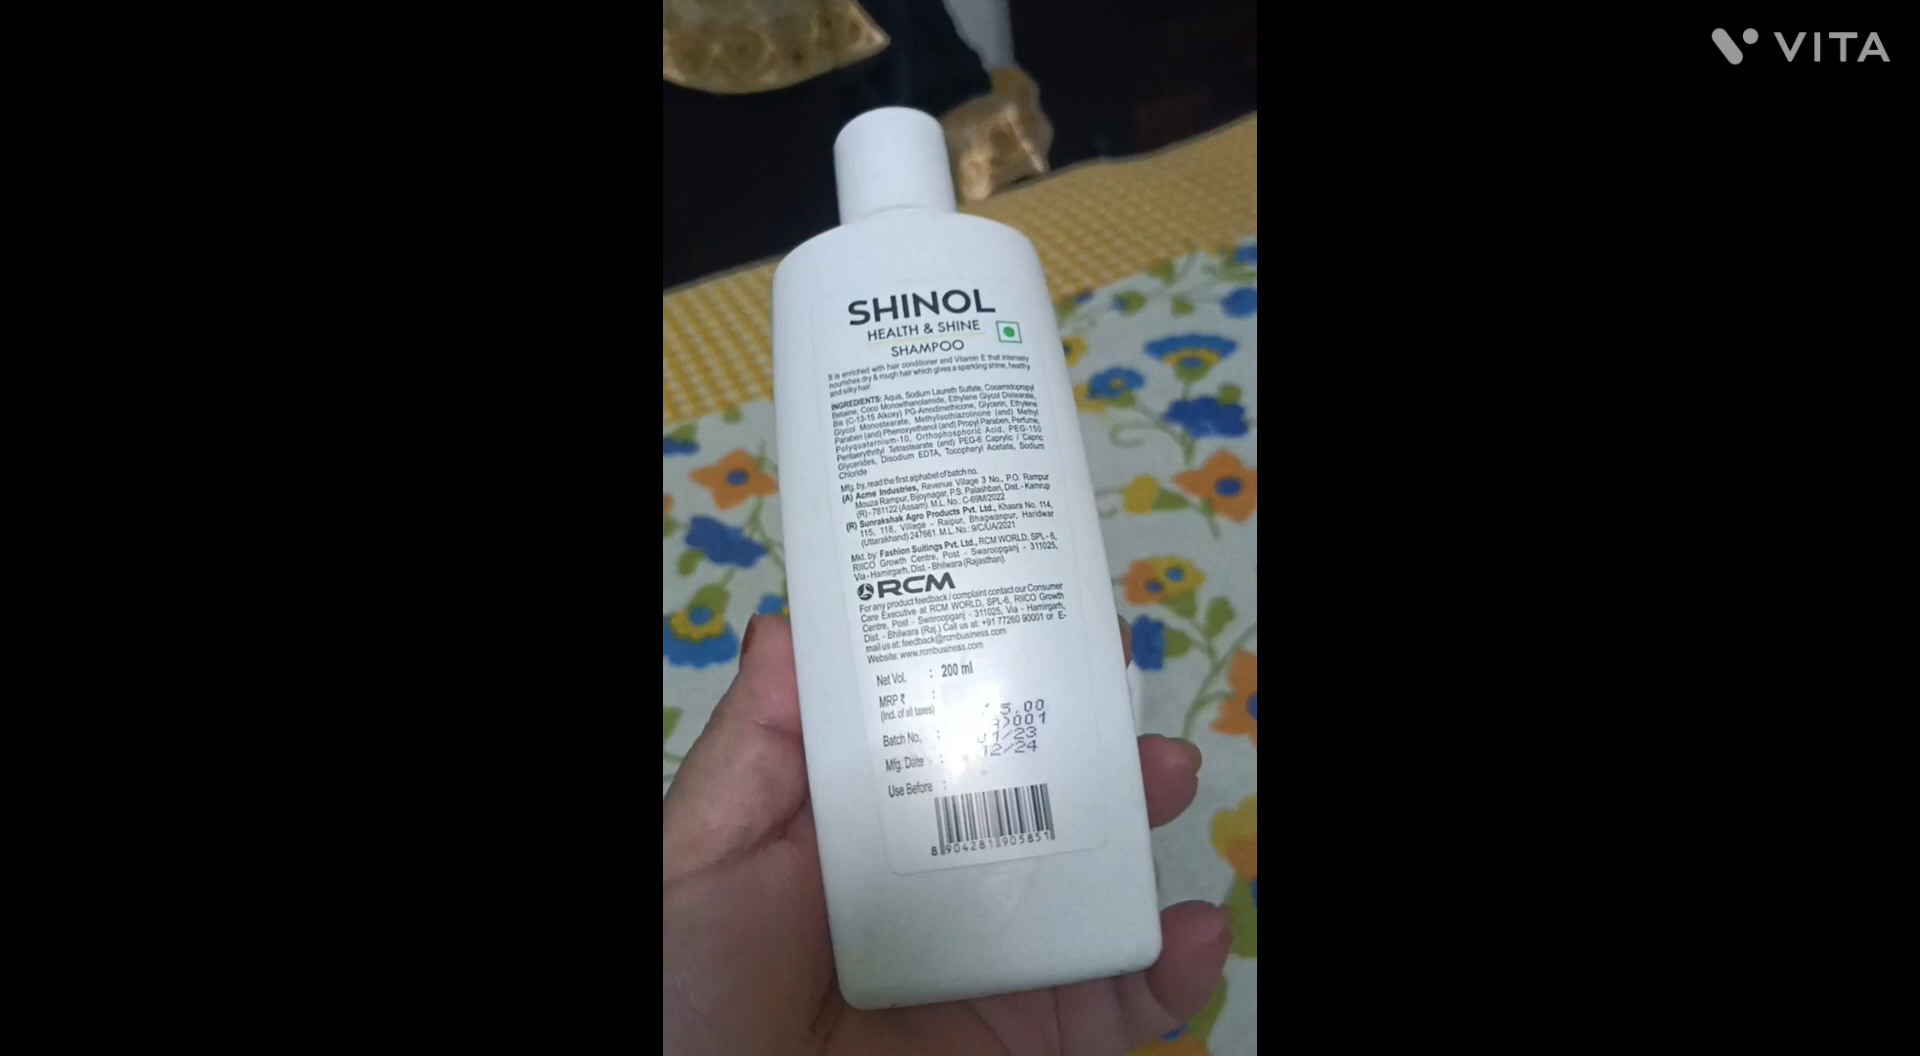 VITA
SHINOL
HEALTH & SHINE
SHAMPOO
It is enriched with hair conditioner and Vitamin E that intensely
nourishes dry & rough hair which gives a sparkling shine, healthy
and silky hair.
INGREDIENTS: Aqua, Sodium Laureth Sulfate, Cocamidopropyl
Betaine, Coco Monoethanolamide, Ethylene Glycol Distearate,
Bis (C-13-15 Alkoxy) PG-Amodimethicone, Glycerin, Ethylene
Glycol Monostearate, Methylisothiazolinone (and) Methyl
Paraben (and) Phenoxyethanol (and) Propyl Paraben, Perfume,
Polyquaternium-10, Orthophosphoric Acid, PEG-150
Pentaerythrityl Tetrastearate (and) PEG-6 Caprylic / Capric
Glycerides, Disodium EDTA, Tocopheryl Acetate, Sodium
Chloride
Mfg. by, read the first alphabet of batch no.
(A) Acme Industries, Revenue Village 3 No., P.O. Rampur
Mouza Rampur, Bijoynagar, P.S. Palashbari, Dist. - Kamrup
(R) - 781122 (Assam). M.L. No.: C-69M/2022
(R) Sunrakshak Agro Products Pvt. Ltd., Khasra No. 114,
115, 118, Village - Raipur, Bhagwanpur, Haridwar
(Uttarakhand) 247661. M.L. No.: 9/C/UA/2021
Mkt. by: Fashion Suitings Pvt. Ltd., RCM WORLD, SPL - 6,
RIICO Growth Centre, Post - Swaroopganj - 311025,
Via - Hamirgarh, Dist. - Bhilwara (Rajasthan).
RCM
For any product feedback / complaint contact our Consumer
Care Executive at RCM WORLD, SPL-6, RIICO Growth
Centre, Post - Swaroopganj - 311025, Via - Hamirgarh,
Dist. - Bhilwara (Raj.) Call us at: +91 77260 90001 or E-
mail us at: feedback@rcmbusiness.com
Website: www.rcmbusiness.com
Net Vol. : 200 ml
MRP ₹ :
(Incl. of all taxes)
Batch No. :
01/23
Mfg. Date :
12/24
Use Before :
8904281905851